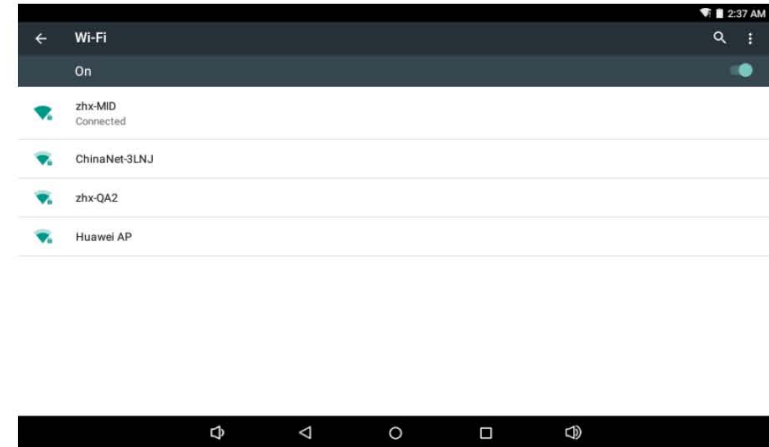 2:37 AM
Wi-Fi
On
zhx-MID
Connected
ChinaNet-3LNJ
zhx-QA2
Huawei AP